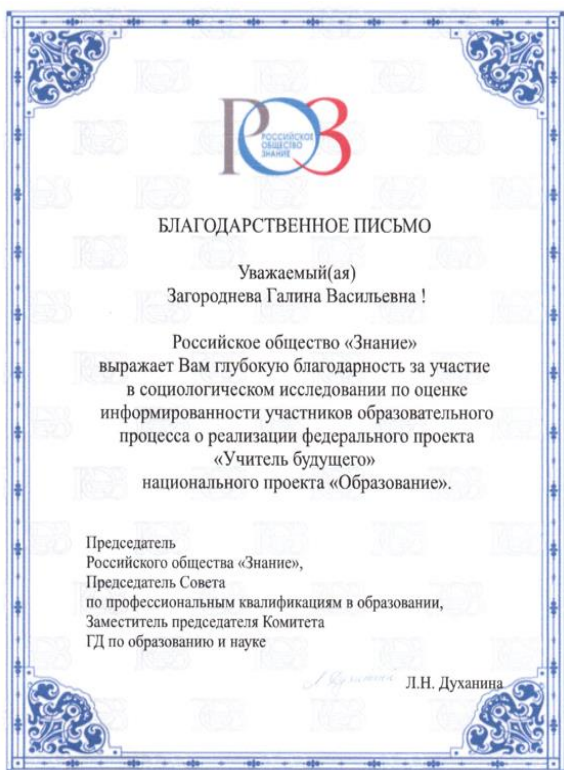 РОЗ
РОССИЙСКОЕ
ОБЩЕСТВО
ЗНАНИЕ
БЛАГОДАРСТВЕННОЕ ПИСЬМО
Уважаемый(ая)
Загороднева Галина Васильевна !
Российское общество «Знание»
выражает Вам глубокую благодарность за участие
в социологическом исследовании по оценке
информированности участников образовательного
процесса о реализации федерального проекта
«Учитель будущего»
национального проекта «Образование».
Председатель
Российского общества «Знание»,
Председатель Совета
по профессиональным квалификациям в образовании,
Заместитель председателя Комитета
ГД по образованию и науке
Л.Н. Духанина